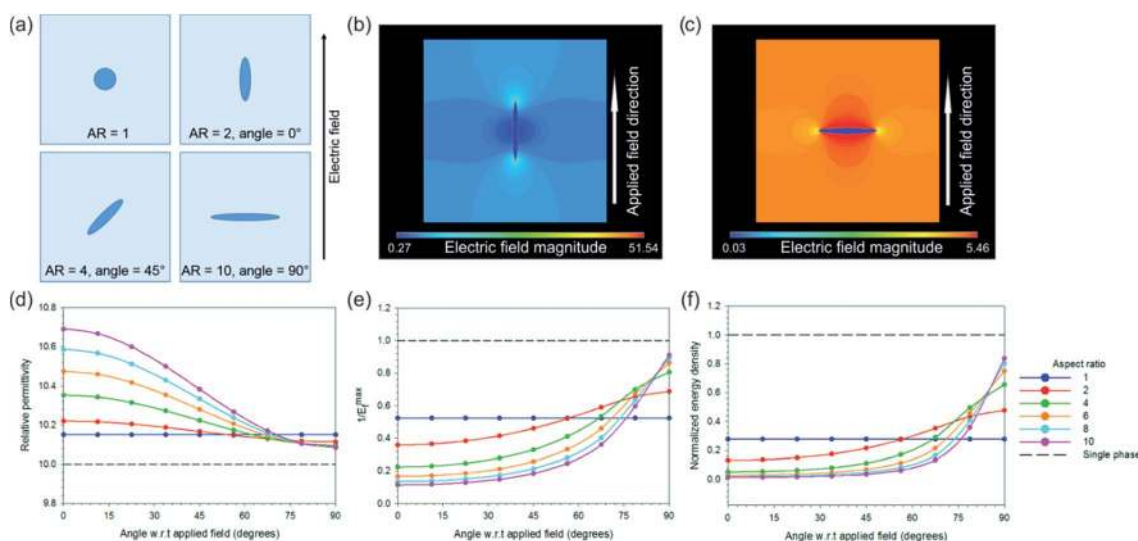 (a)
AR = 1
AR = 2, angle = 0°
AR = 4, angle = 45°
AR = 10, angle = 90°
Electric field
(b)
Applied field direction
0.27 Electric field magnitude 51.54
(c)
Applied field direction
0.03 Electric field magnitude 5.46
(d)
Relative permittivity
10.8
10.6
10.4
10.2
10.0
9.8
0 15 30 45 60 75 90
Angle w.r.t applied field (degrees)
(e)
1/E_f^max
1.2
1.0
0.8
0.6
0.4
0.2
0.0
0 15 30 45 60 75 90
Angle w.r.t applied field (degrees)
(f)
Normalized energy density
1.2
1.0
0.8
0.6
0.4
0.2
0.0
0 15 30 45 60 75 90
Angle w.r.t applied field (degrees)
Aspect ratio
1
2
4
6
8
10
Single phase